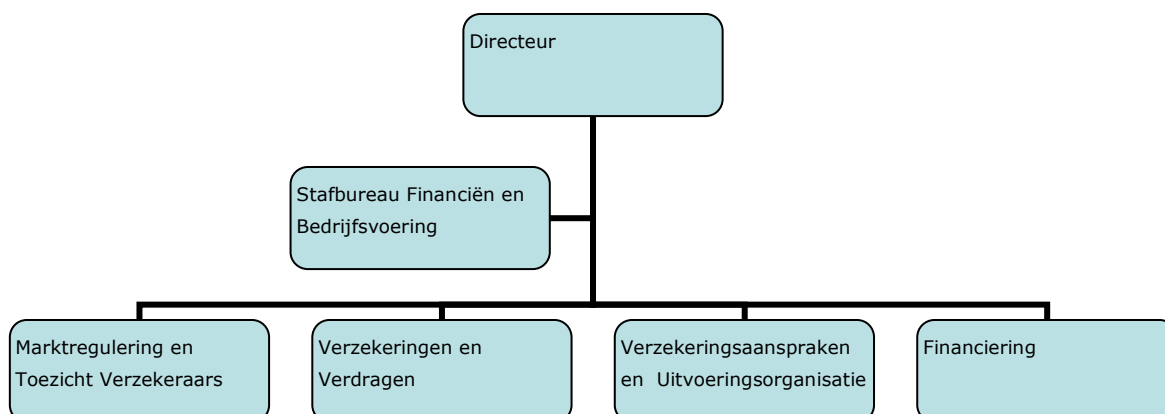 Directeur
Stafbureau Financiën en
Bedrijfsvoering
Marktregulering en
Toezicht Verzekeraars
Verzekeringen en
Verdragen
Verzekeringsaanspraken
en Uitvoeringsorganisatie
Financiering